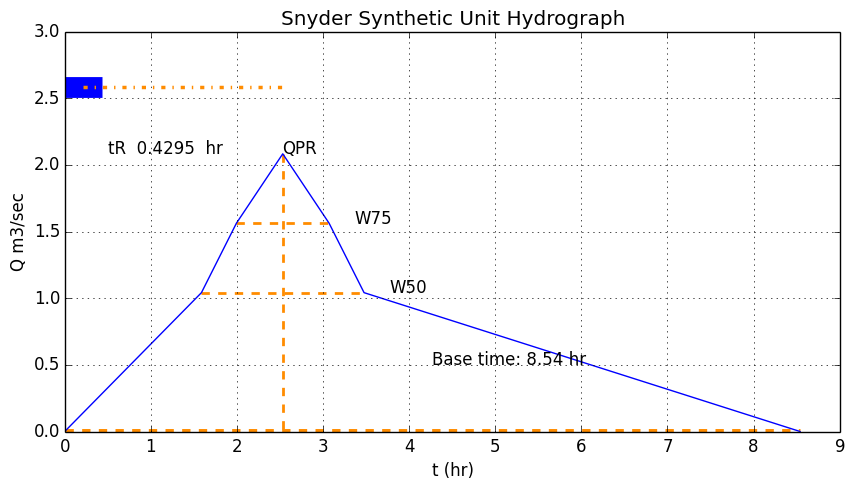 Snyder Synthetic Unit Hydrograph
3.0
2.5
2.0
1.5
1.0
0.5
0.0
Q m3/sec
tR 0.4295 hr
QPR
W75
W50
Base time: 8.54 hr
0 1 2 3 4 5 6 7 8 9
t (hr)